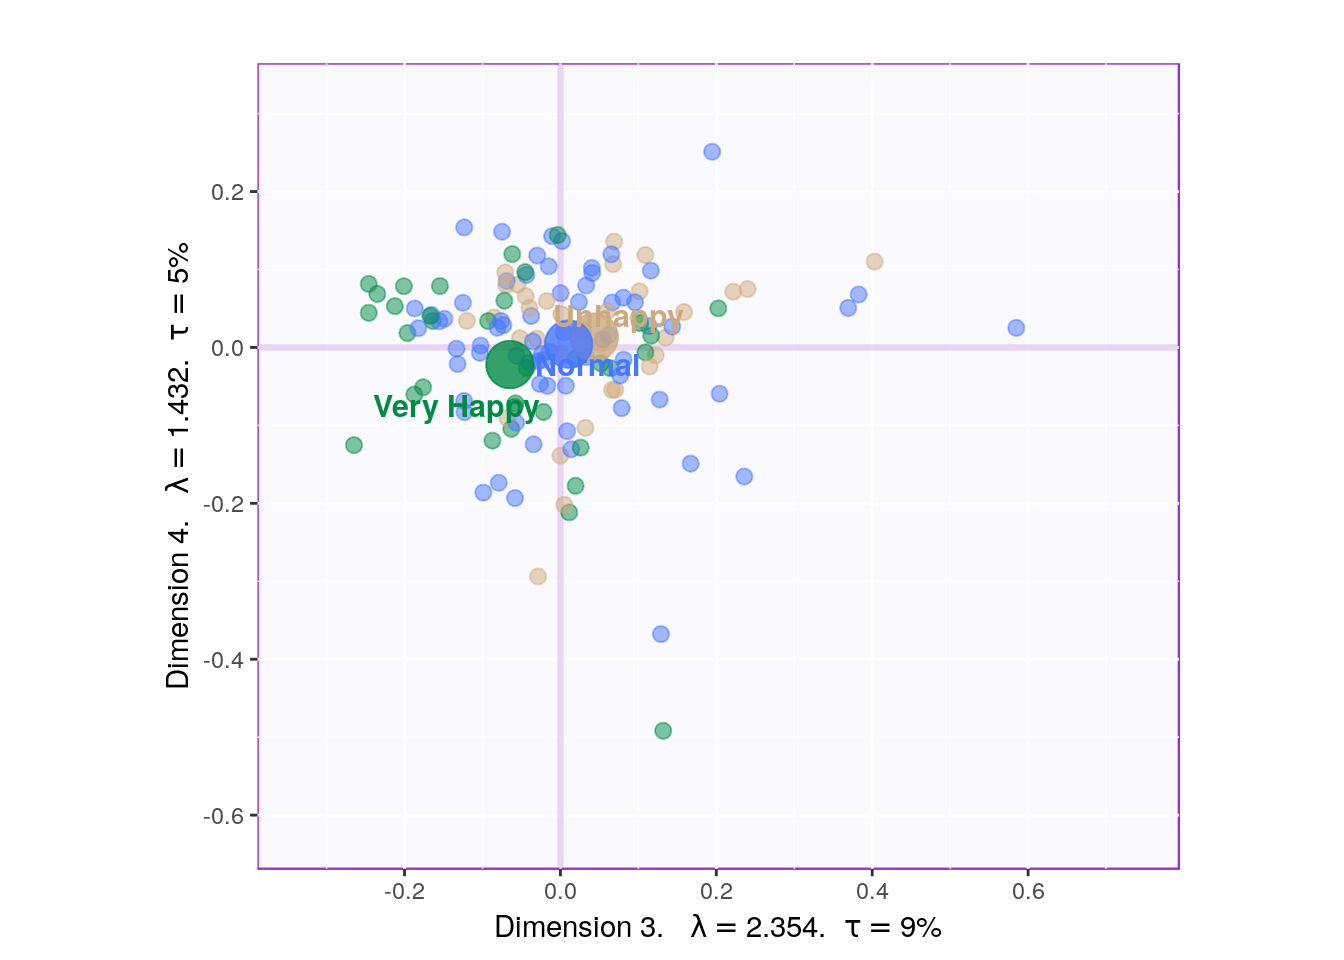 0.2
0.0
-0.2
-0.4
-0.6
Dimension 4.   λ = 1.432.   τ = 5%
Unhappy
Normal
Very Happy
-0.2
0.0
0.2
0.4
0.6
Dimension 3.   λ = 2.354.   τ = 9%